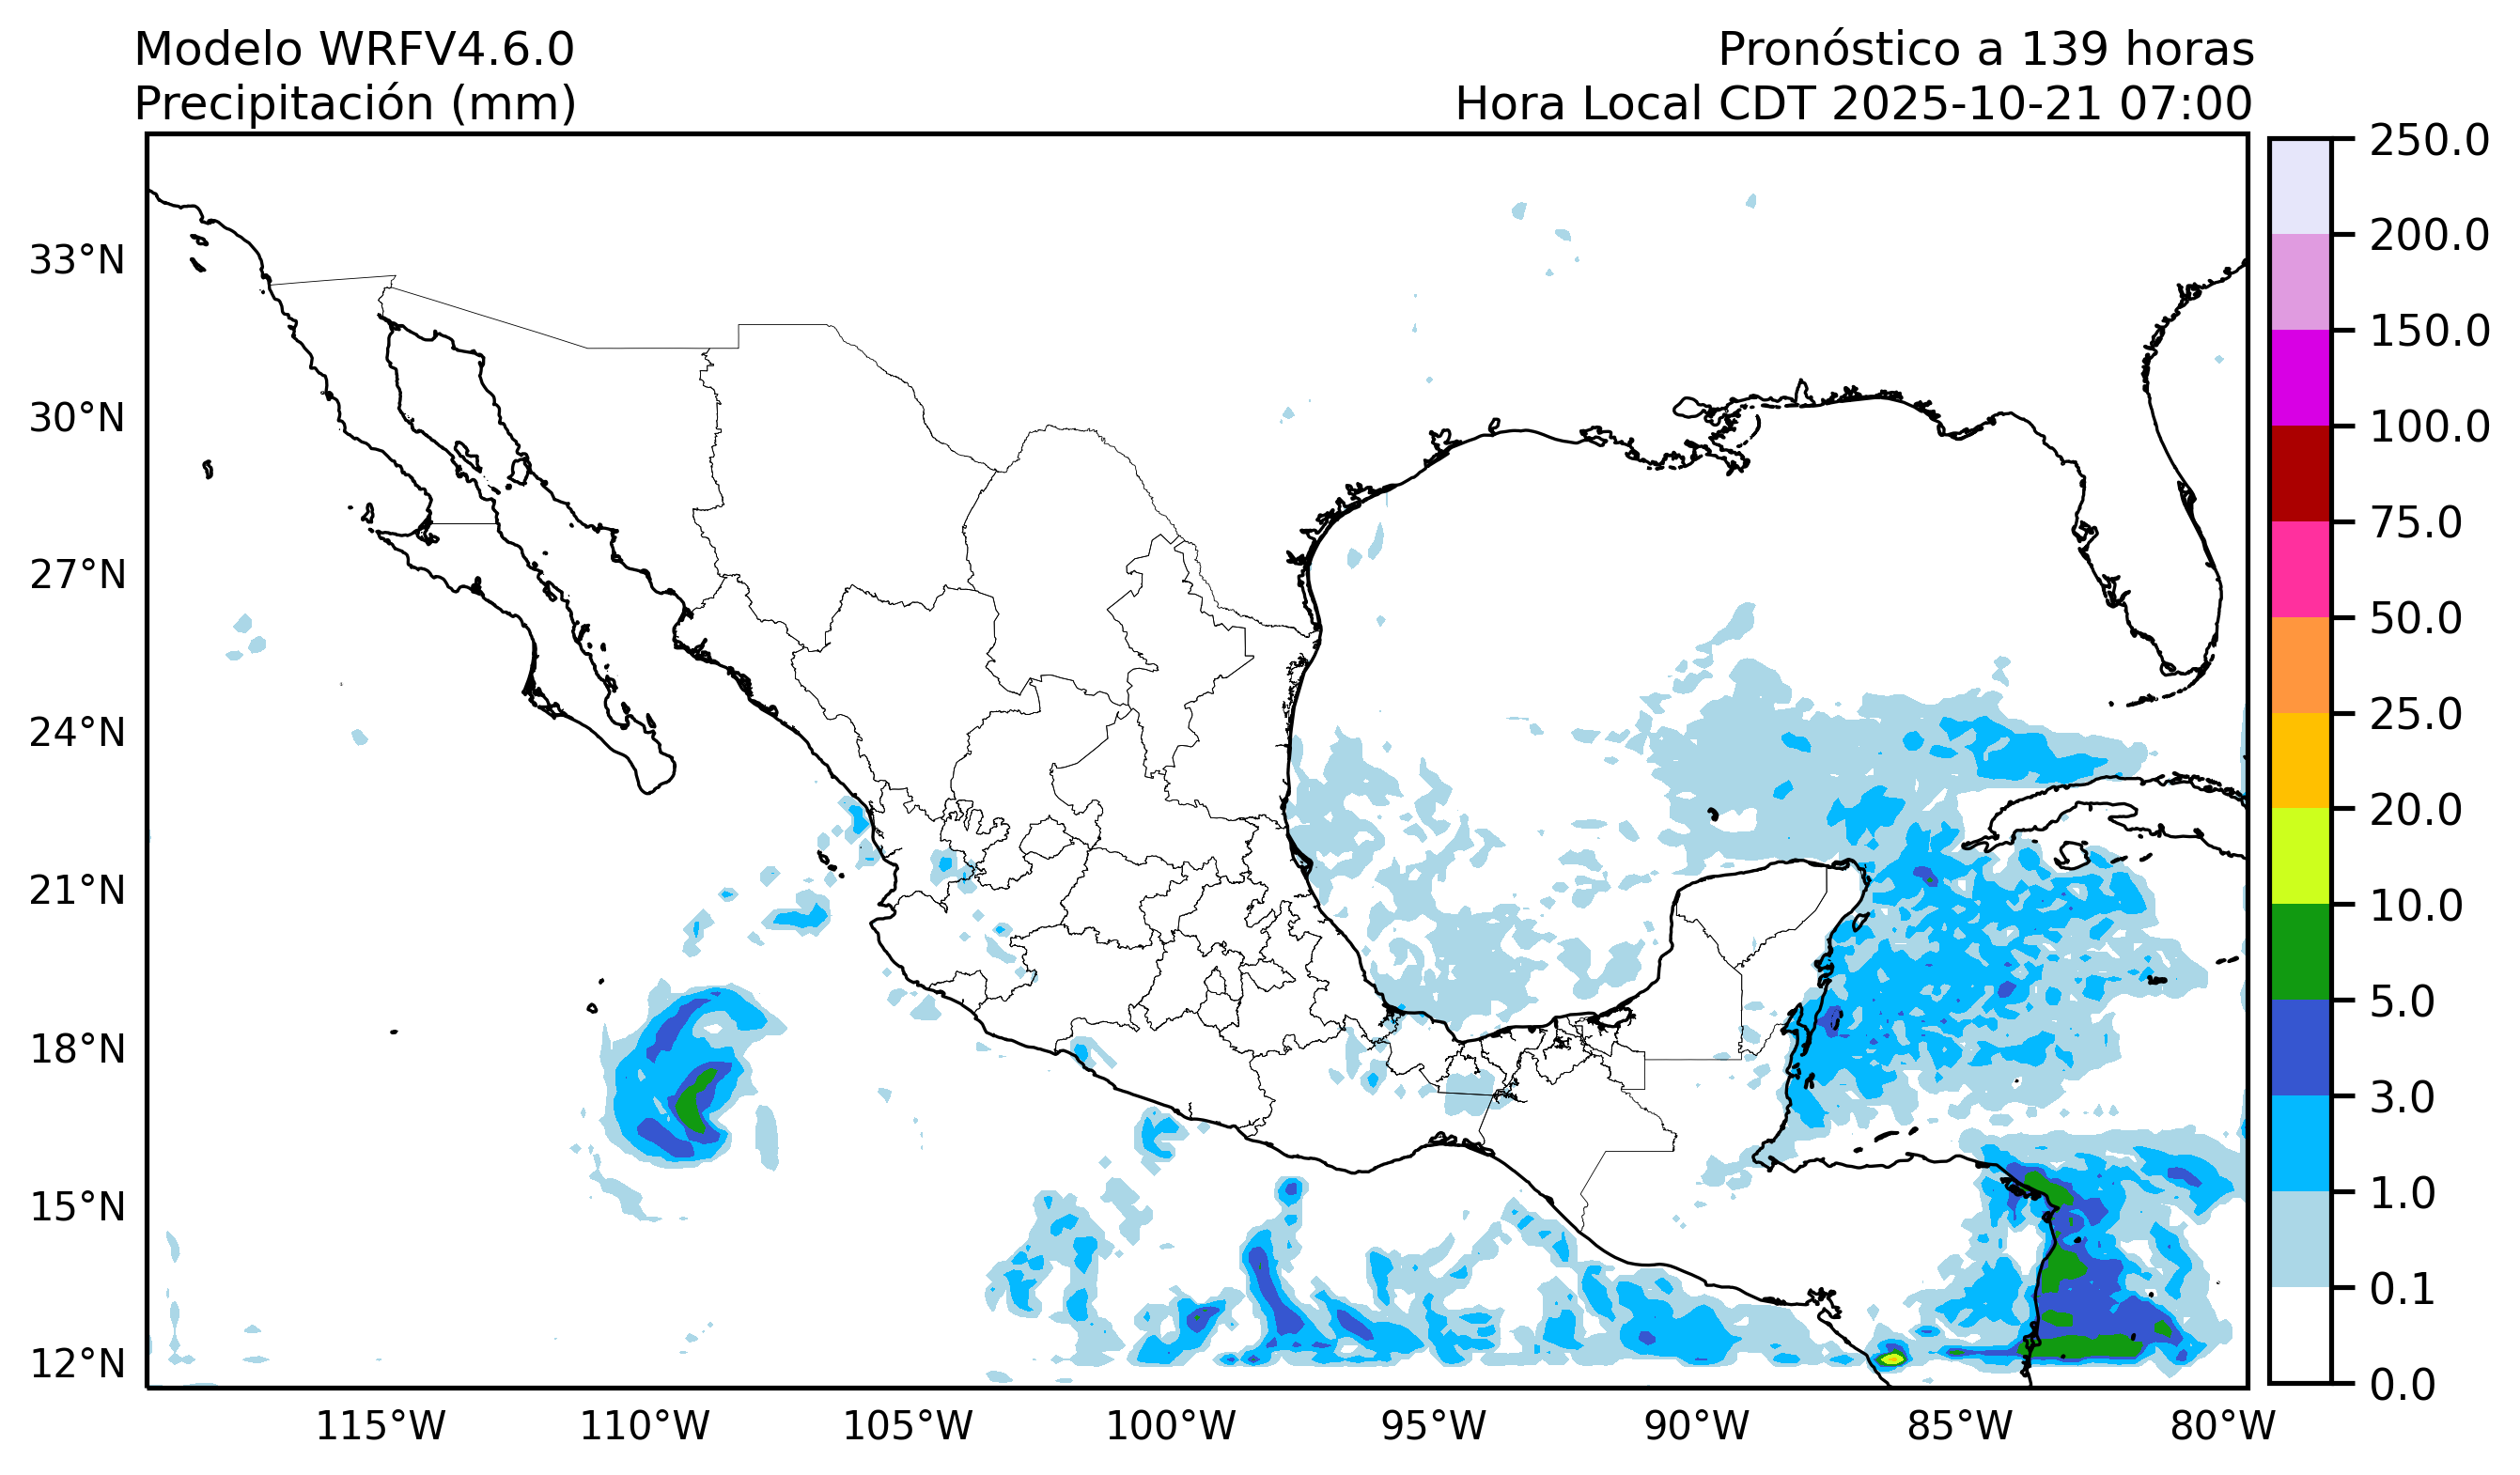 Modelo WRFV4.6.0
Precipitación (mm)
Pronóstico a 139 horas
Hora Local CDT 2025-10-21 07:00
33°N
30°N
27°N
24°N
21°N
18°N
15°N
12°N
115°W
110°W
105°W
100°W
95°W
90°W
85°W
80°W
250.0
200.0
150.0
100.0
75.0
50.0
25.0
20.0
10.0
5.0
3.0
1.0
0.1
0.0